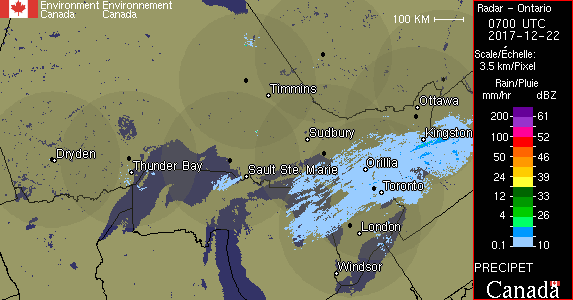 Environment Environnement
Canada Canada
100 KM
Timmins
Ottawa
Sudbury
Kingston
Dryden
Thunder Bay
Sault Ste. Marie
Orillia
Toronto
London
Windsor
Radar - Ontario
0700 UTC
2017-12-22
Scale/Échelle:
3.5 km/Pixel
Rain/Pluie
mm/hr dBZ
200 61
100 52
50 46
24 39
12 33
4 26
0.1 10
PRECIPET
Canada